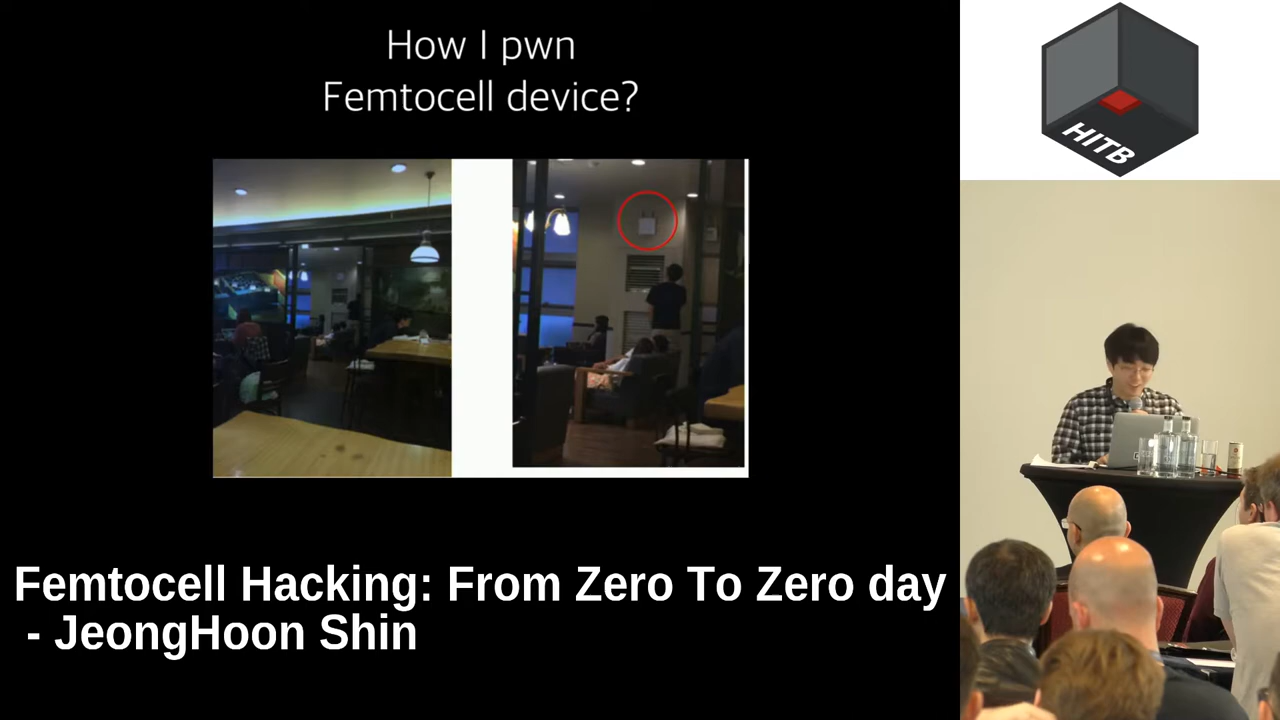 How I pwn
Femtocell device?
HITB
Femtocell Hacking: From Zero To Zero day
- JeongHoon Shin